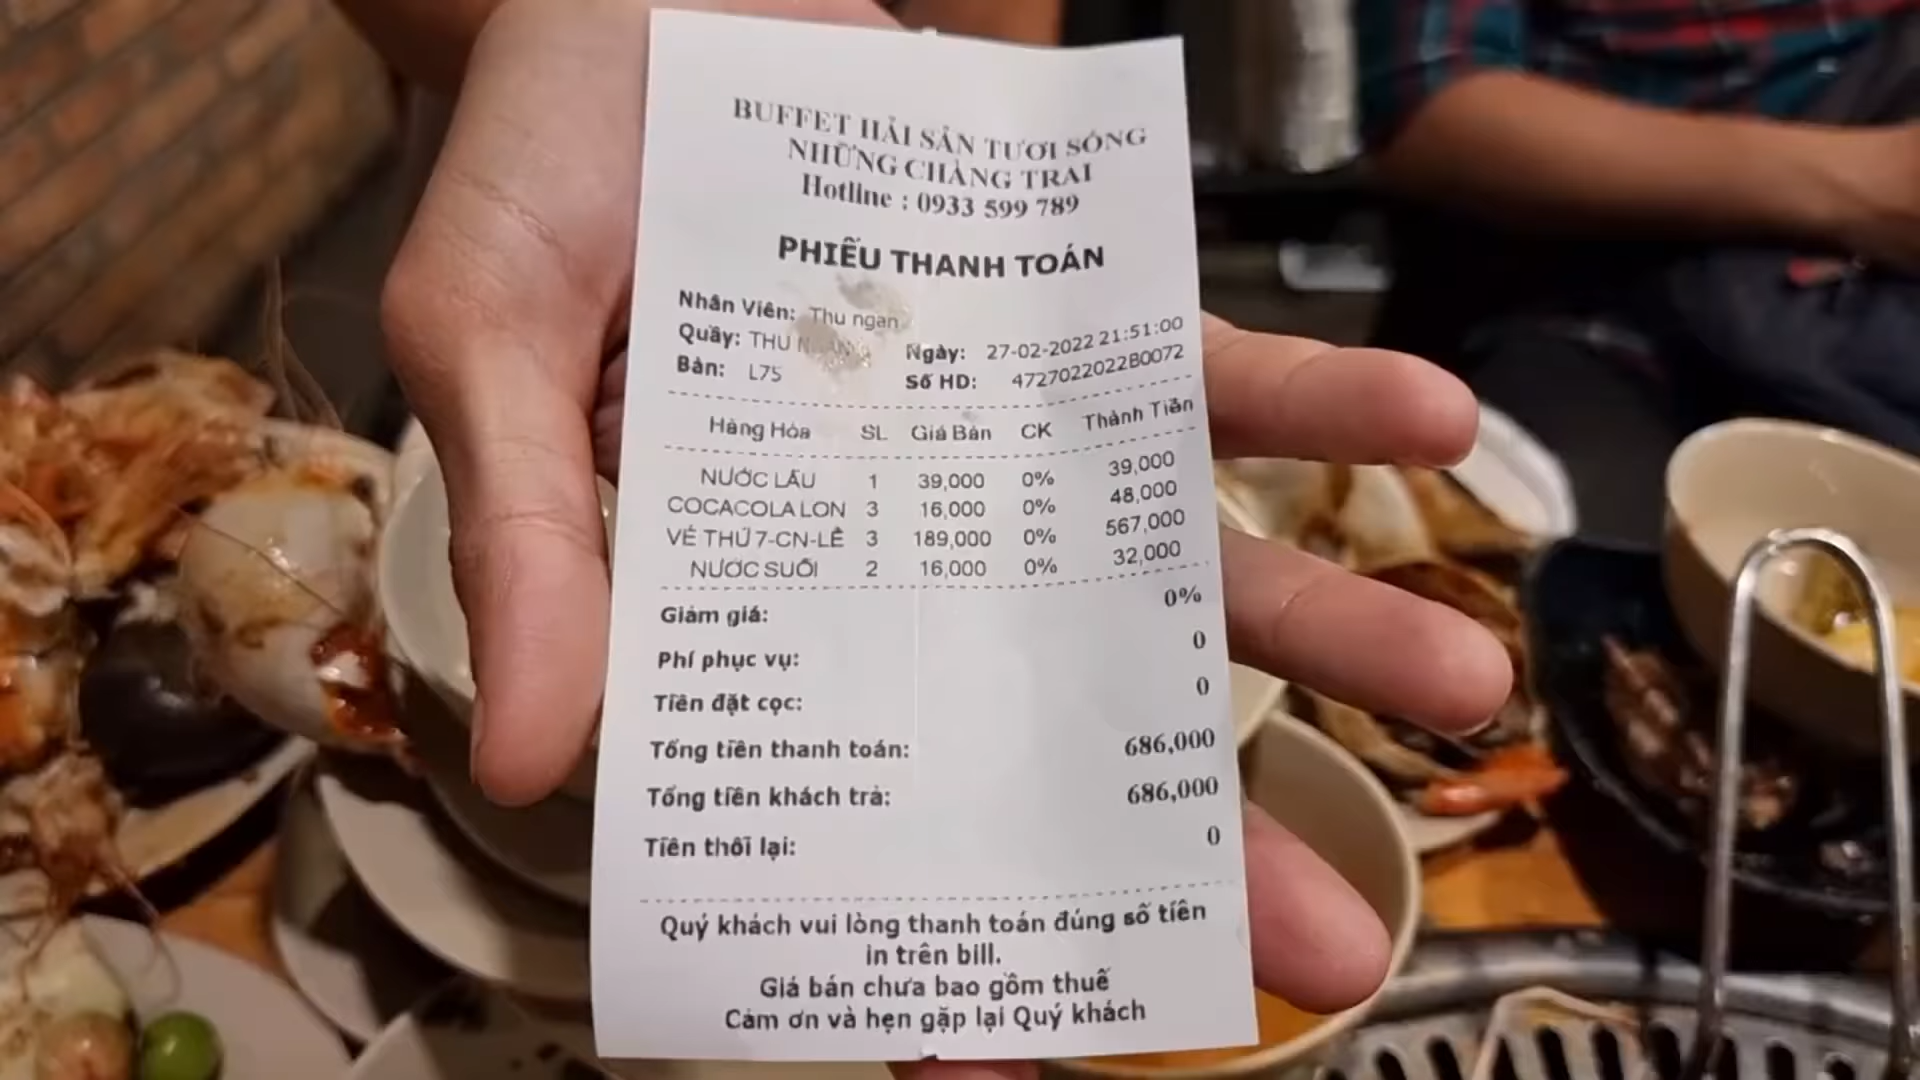 BUFFET HẢI SẢN TƯƠI SỐNG
NHỮNG CHÀNG TRAI
Hotline : 0933 599 789
PHIẾU THANH TOÁN
Nhân Viên: Thu ngan
Quầy: THU NGÂN
Ngày: 27-02-2022 21:51:00
Bàn: L75
Số HD: 4727022022B0072
Hàng Hóa SL Giá Bán CK Thành Tiền
NƯỚC LẨU 1 39,000 0% 39,000
COCACOLA LON 3 16,000 0% 48,000
VÉ THỨ 7-CN-LỄ 3 189,000 0% 567,000
NƯỚC SUỐI 2 16,000 0% 32,000
Giảm giá: 0%
Phí phục vụ: 0
Tiền đặt cọc: 0
Tổng tiền thanh toán: 686,000
Tổng tiền khách trả: 686,000
Tiền thối lại: 0
Quý khách vui lòng thanh toán đúng số tiền
in trên bill.
Giá bán chưa bao gồm thuế
Cảm ơn và hẹn gặp lại Quý khách